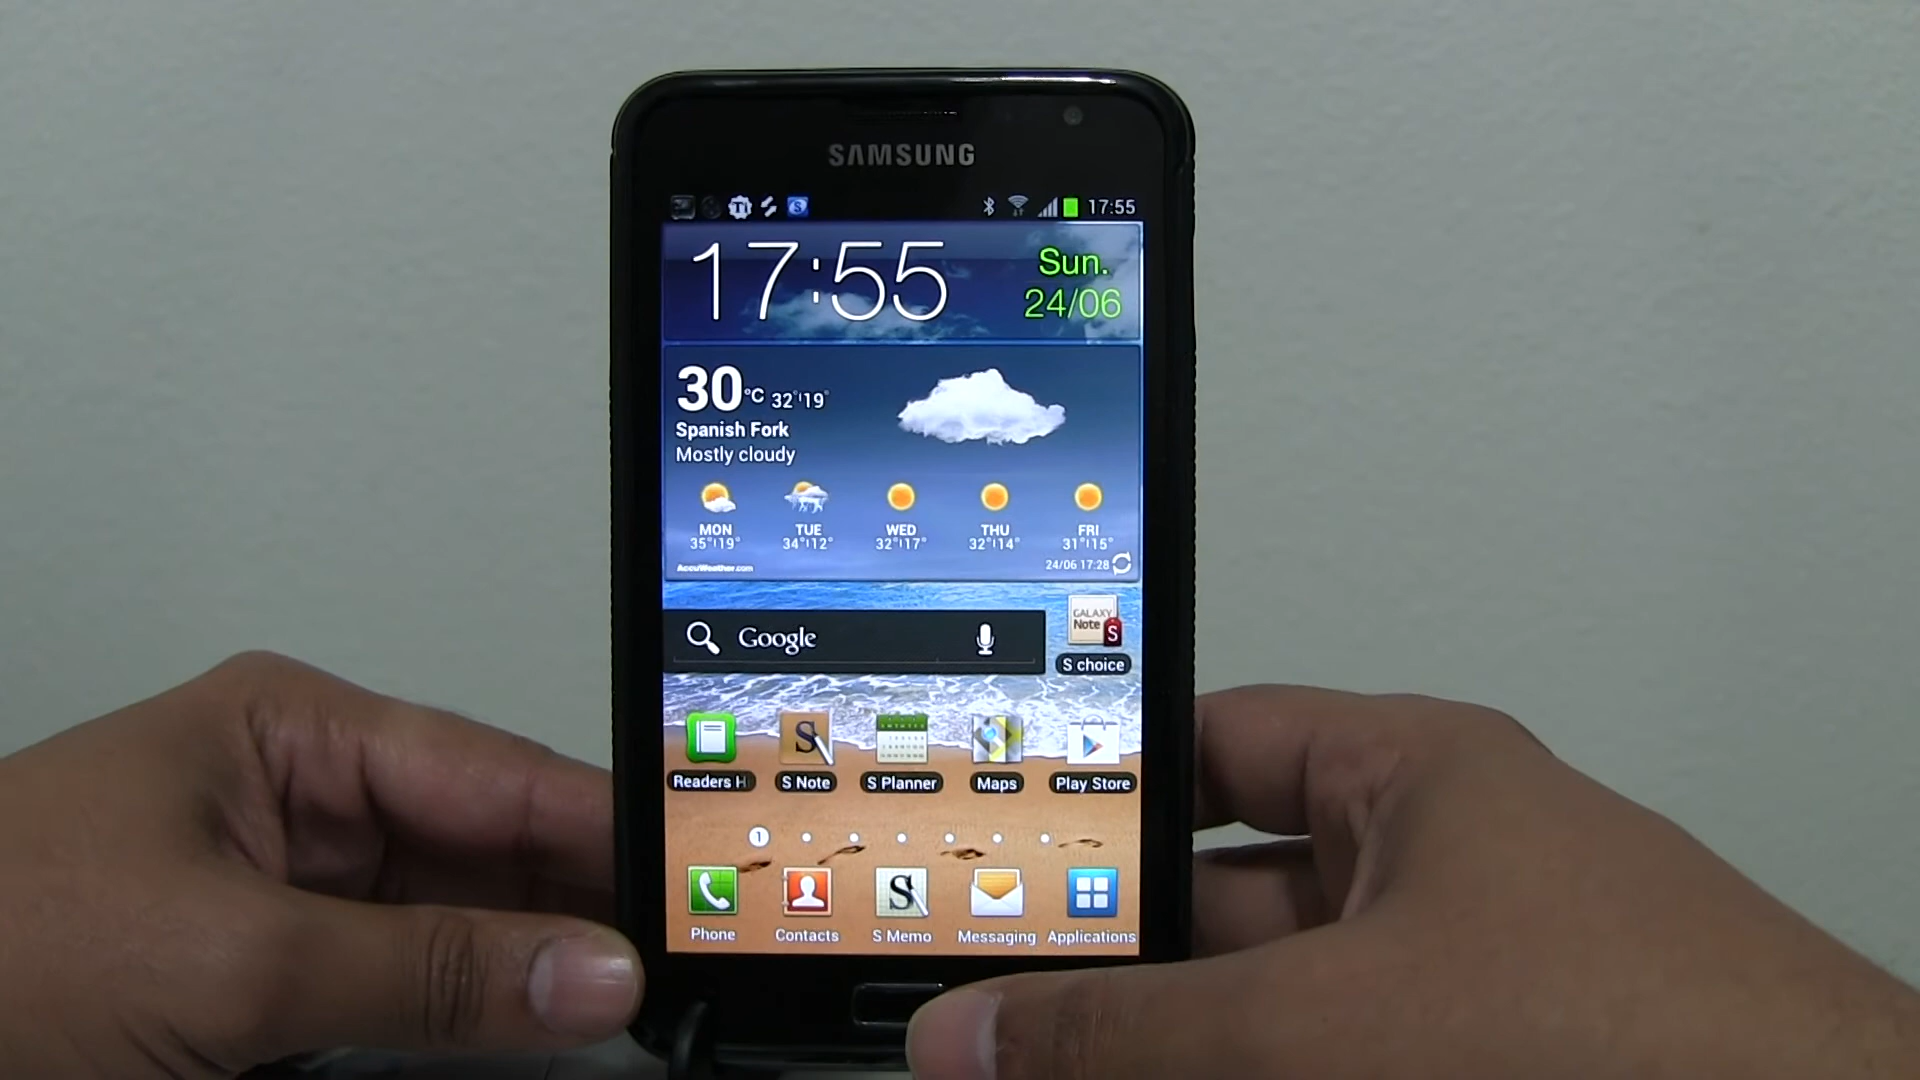 SAMSUNG
17:55
17:55
Sun.
24/06
30°C 32°19°
Spanish Fork
Mostly cloudy
MON TUE WED THU FRI
35°19° 34°12° 32°17° 32°14° 31°15°
AccuWeather.com 24/06 17:28
Google
GALAXY
Note
S
S choice
S
Readers H S Note S Planner Maps Play Store
1
S
Phone Contacts S Memo Messaging Applications